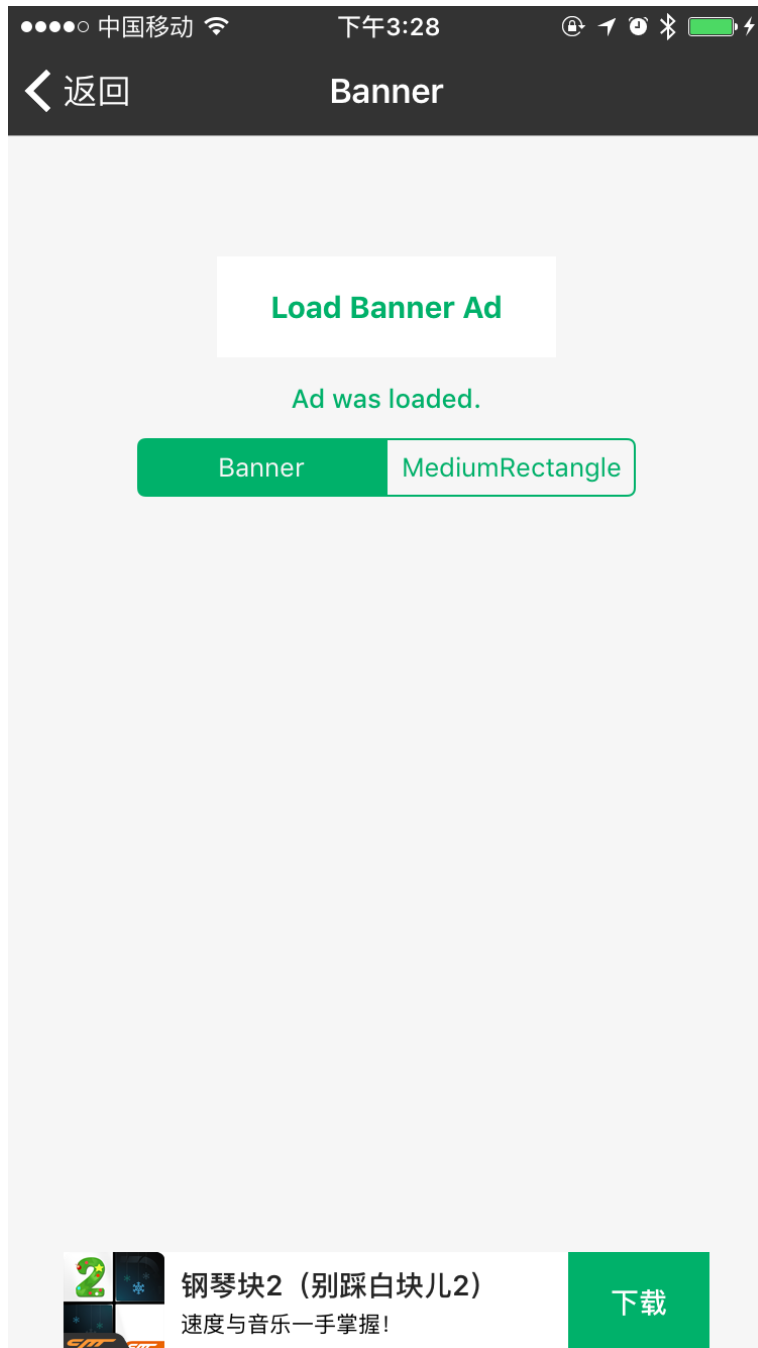 中国移动 下午3:28
返回 Banner
Load Banner Ad
Ad was loaded.
Banner MediumRectangle
2 钢琴块2（别踩白块儿2） 下载
速度与音乐一手掌握！